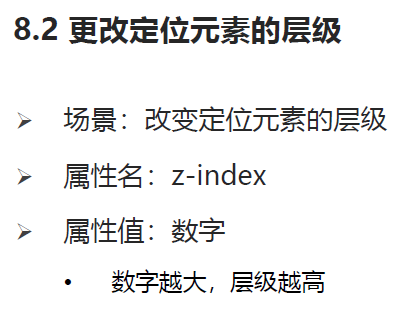 8.2 更改定位元素的层级
➢ 场景：改变定位元素的层级
➢ 属性名：z-index
➢ 属性值：数字
• 数字越大，层级越高